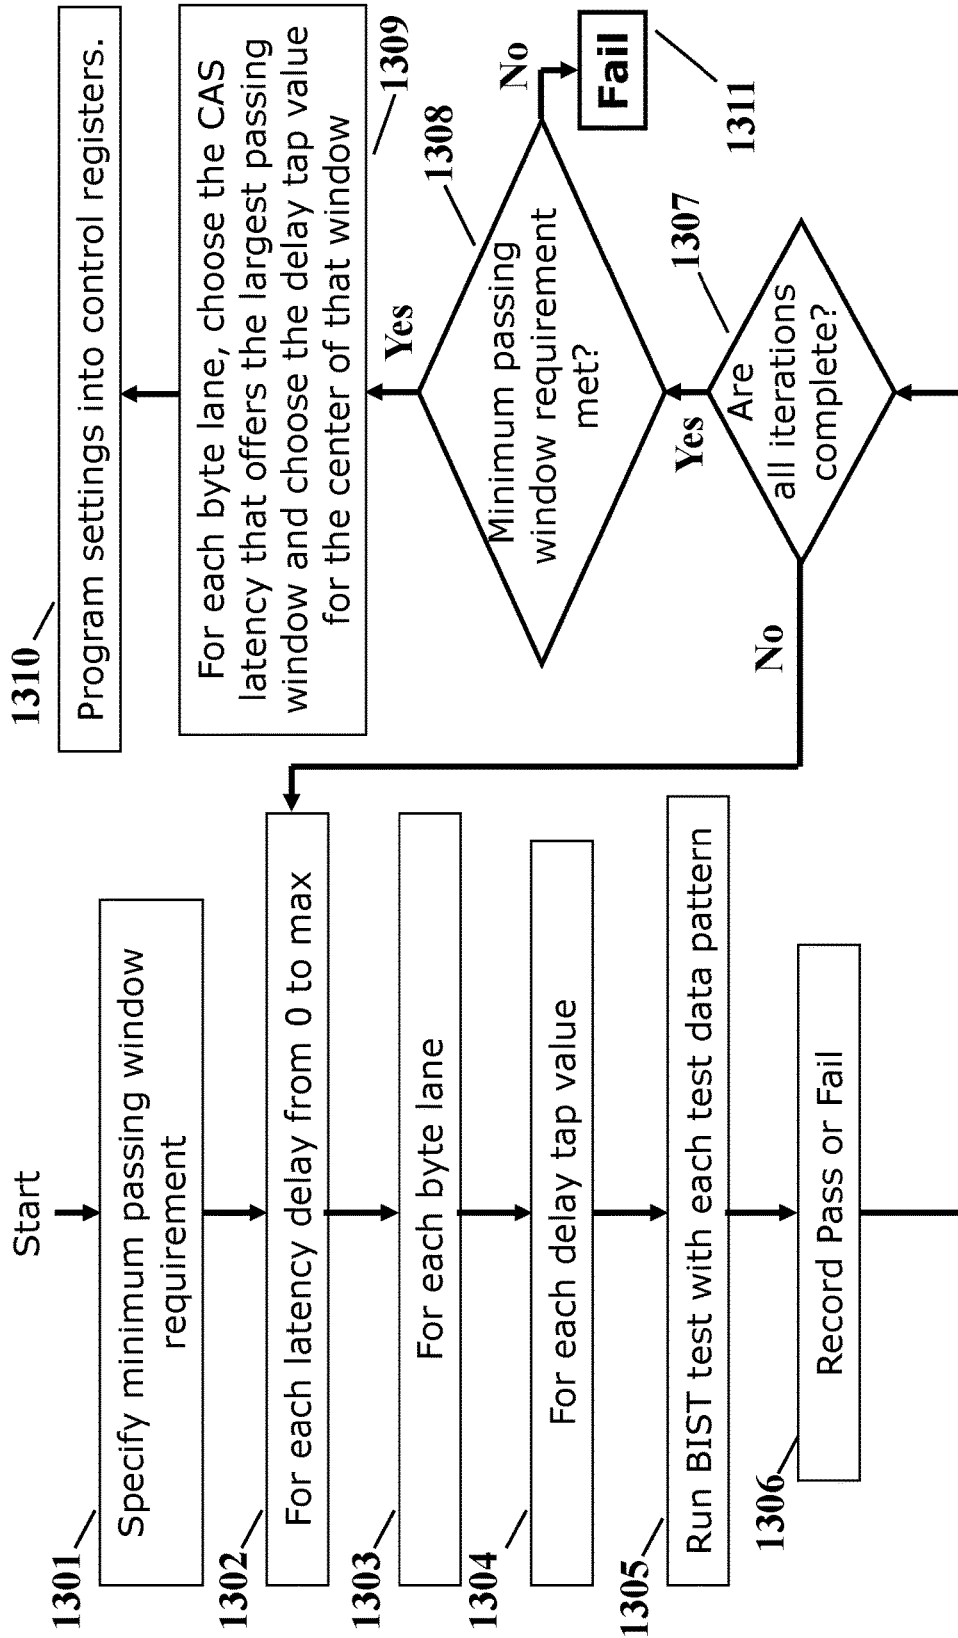 Start
1301
Specify minimum passing window
requirement
1302
For each latency delay from 0 to max
1303
For each byte lane
1304
For each delay tap value
1305
Run BIST test with each test data pattern
1306
Record Pass or Fail
1307
Are
all iterations
complete?
No
Yes
1308
Minimum passing
window requirement
met?
No
Fail
1311
Yes
1309
For each byte lane, choose the CAS
latency that offers the largest passing
window and choose the delay tap value
for the center of that window
1310
Program settings into control registers.